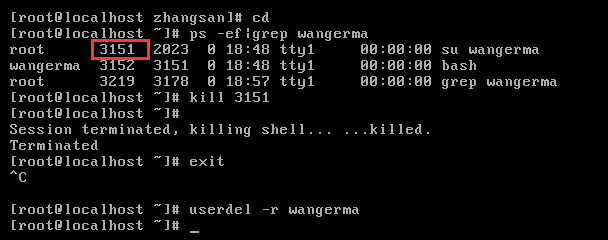 [root@localhost zhangsan]# cd
[root@localhost ~]# ps -ef|grep wangerma
root      3151  2023  0 18:48 tty1     00:00:00 su wangerma
wangerma  3152  3151  0 18:48 tty1     00:00:00 bash
root      3219  3178  0 18:57 tty1     00:00:00 grep wangerma
[root@localhost ~]# kill 3151
[root@localhost ~]#
Session terminated, killing shell... ...killed.
Terminated
[root@localhost ~]# exit
^C
[root@localhost ~]# userdel -r wangerma
[root@localhost ~]# _